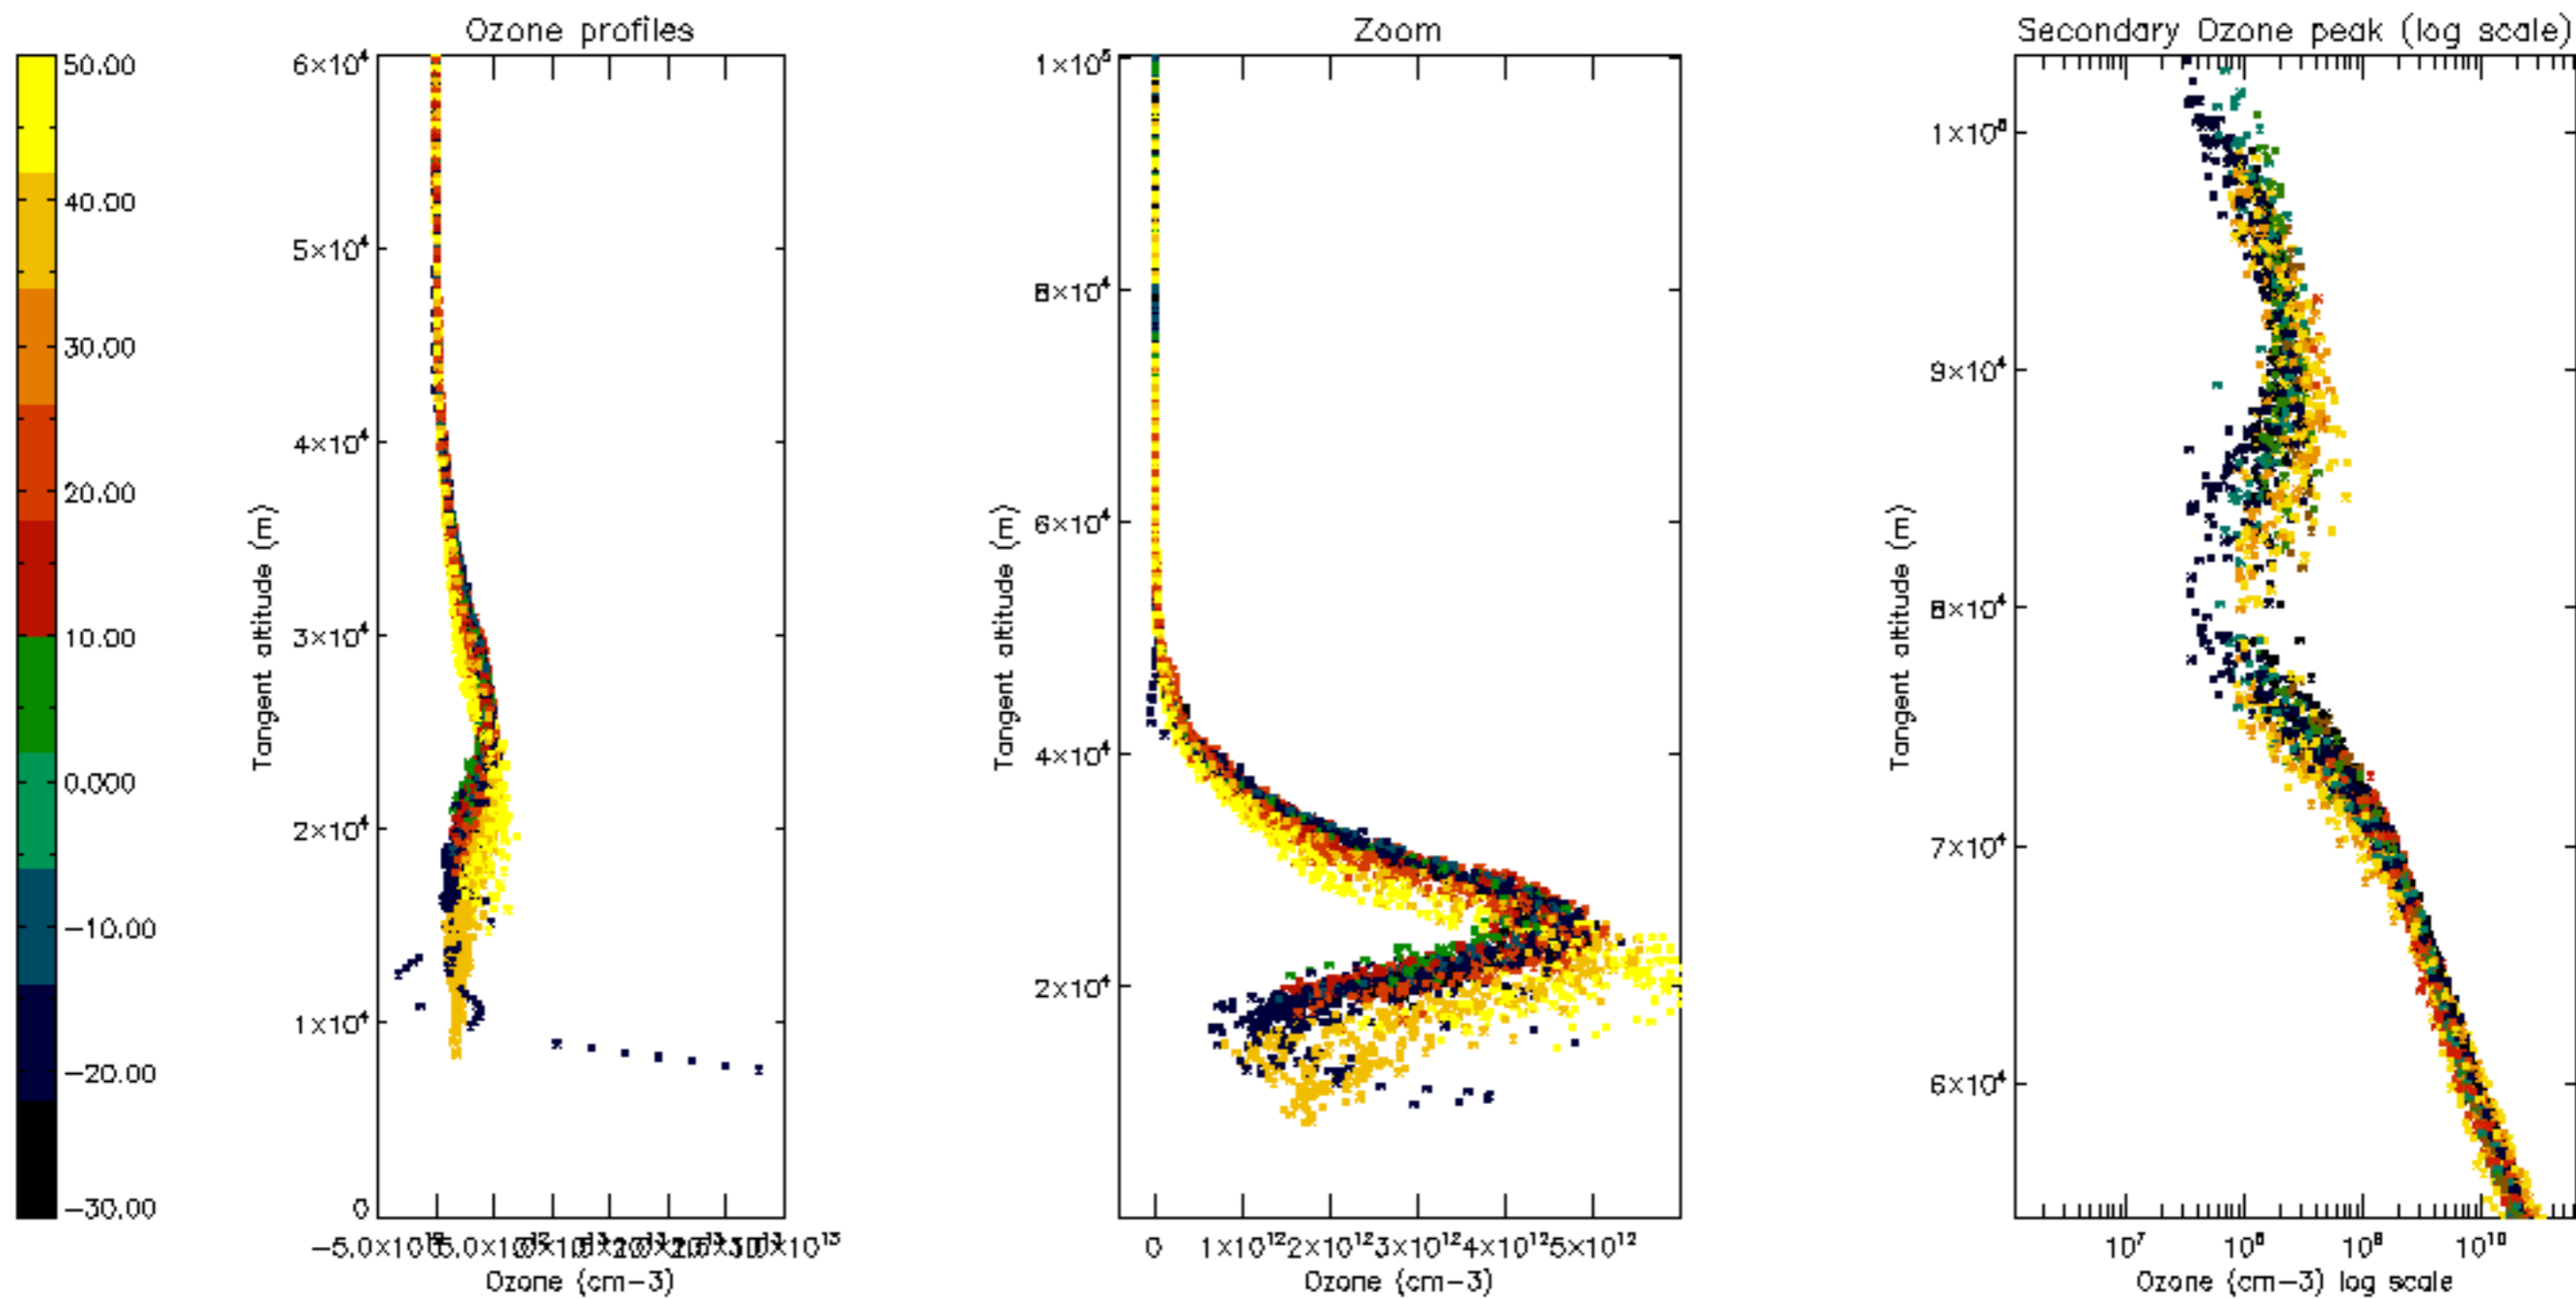 Ozone profiles
Zoom
Secondary Ozone peak (log scale)
50.00
40.00
30.00
20.00
10.00
0.000
−10.00
−20.00
−30.00
6×10⁴
5×10⁴
4×10⁴
3×10⁴
2×10⁴
1×10⁴
0
Tangent altitude (m)
Ozone (cm−3)
1×10⁵
8×10⁴
6×10⁴
4×10⁴
2×10⁴
Tangent altitude (m)
0 1×10¹² 2×10¹² 3×10¹² 4×10¹² 5×10¹²
Ozone (cm−3)
1×10⁵
9×10⁴
8×10⁴
7×10⁴
6×10⁴
Tangent altitude (m)
10⁷ 10⁸ 10⁹ 10¹⁰
Ozone (cm−3) log scale